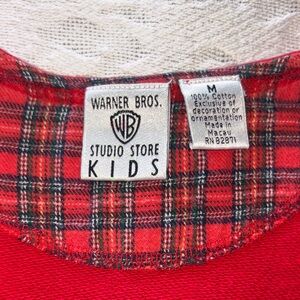 WARNER BROS.
WB
STUDIO STORE
KIDS
M
100% Cotton
Exclusive of
decoration or
ornamentation
Made in
Macau
RN 82871